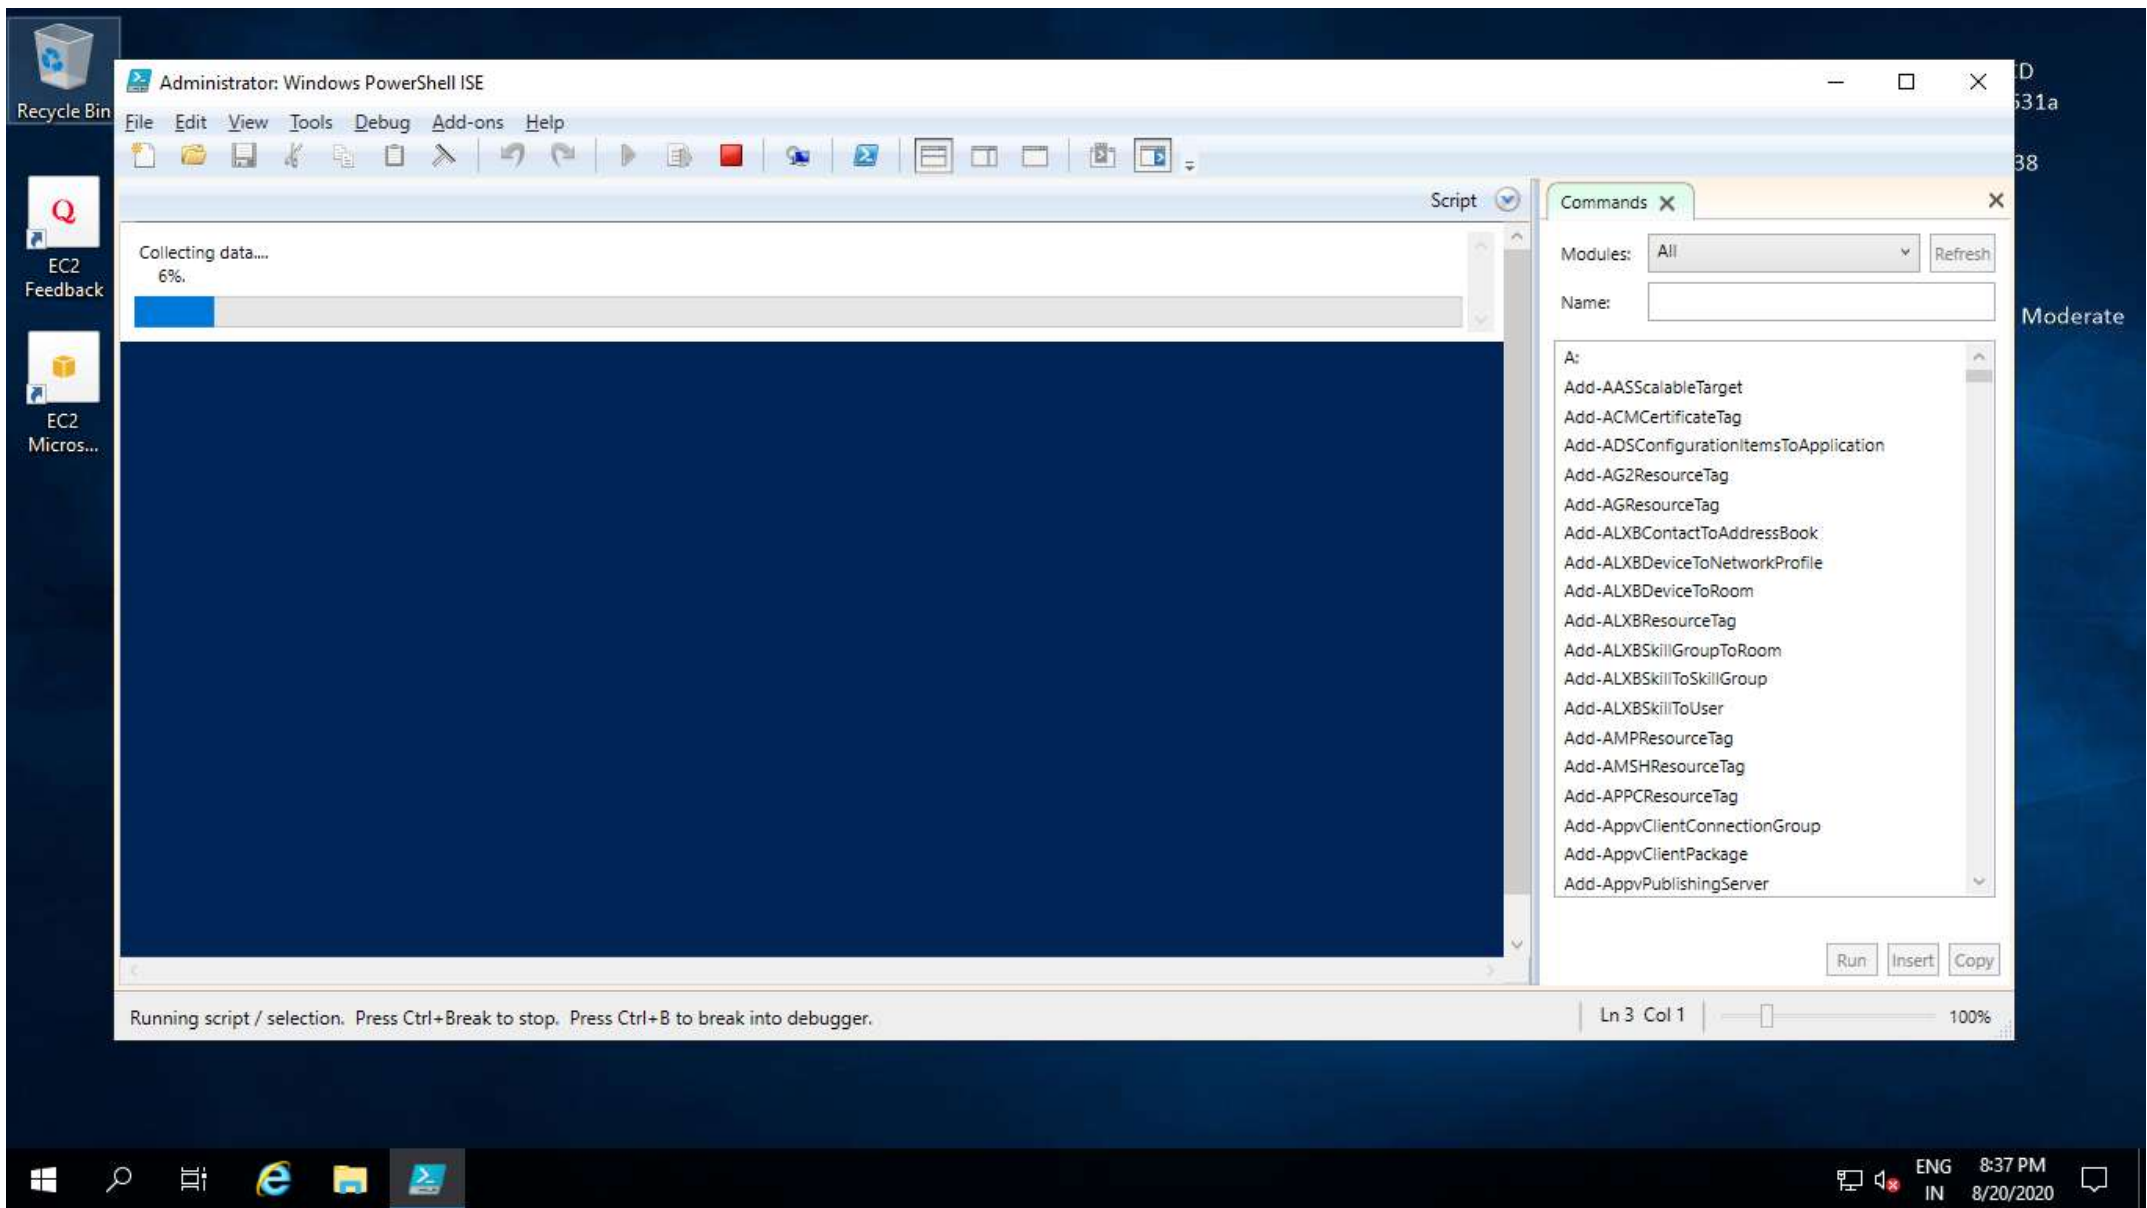 Recycle Bin
EC2
Feedback
EC2
Micros...
Administrator: Windows PowerShell ISE
File Edit View Tools Debug Add-ons Help
Script
Collecting data....
6%.
Commands
Modules: All Refresh
Name:
A:
Add-AASScalableTarget
Add-ACMCertificateTag
Add-ADSConfigurationItemsToApplication
Add-AG2ResourceTag
Add-AGResourceTag
Add-ALXBContactToAddressBook
Add-ALXBDeviceToNetworkProfile
Add-ALXBDeviceToRoom
Add-ALXBResourceTag
Add-ALXBSkillGroupToRoom
Add-ALXBSkillToSkillGroup
Add-ALXBSkillToUser
Add-AMPResourceTag
Add-AMSHResourceTag
Add-APPCResourceTag
Add-AppvClientConnectionGroup
Add-AppvClientPackage
Add-AppvPublishingServer
Run Insert Copy
Running script / selection. Press Ctrl+Break to stop. Press Ctrl+B to break into debugger.
Ln 3 Col 1
100%
Moderate
ENG
IN
8:37 PM
8/20/2020